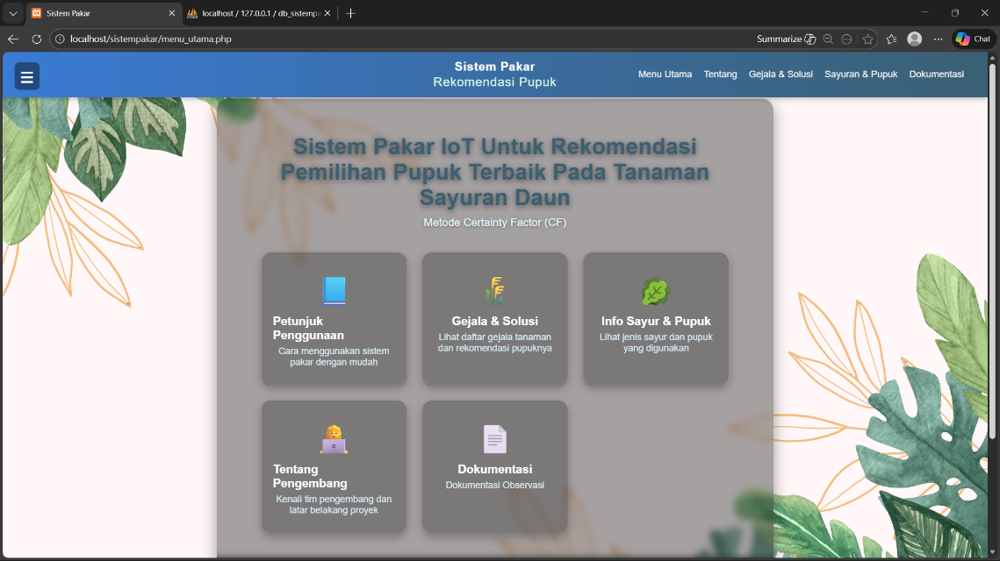 Sistem Pakar
localhost / 127.0.0.1 / db_sistempa
localhost/sistempakar/menu_utama.php
Summarize
Chat
Sistem Pakar
Rekomendasi Pupuk
Menu Utama
Tentang
Gejala & Solusi
Sayuran & Pupuk
Dokumentasi
Sistem Pakar IoT Untuk Rekomendasi
Pemilihan Pupuk Terbaik Pada Tanaman
Sayuran Daun
Metode Certainty Factor (CF)
Petunjuk
Penggunaan
Cara menggunakan sistem
pakar dengan mudah
Gejala & Solusi
Lihat daftar gejala tanaman
dan rekomendasi pupuknya
Info Sayur & Pupuk
Lihat jenis sayur dan pupuk
yang digunakan
Tentang
Pengembang
Kenali tim pengembang dan
latar belakang proyek
Dokumentasi
Dokumentasi Observasi